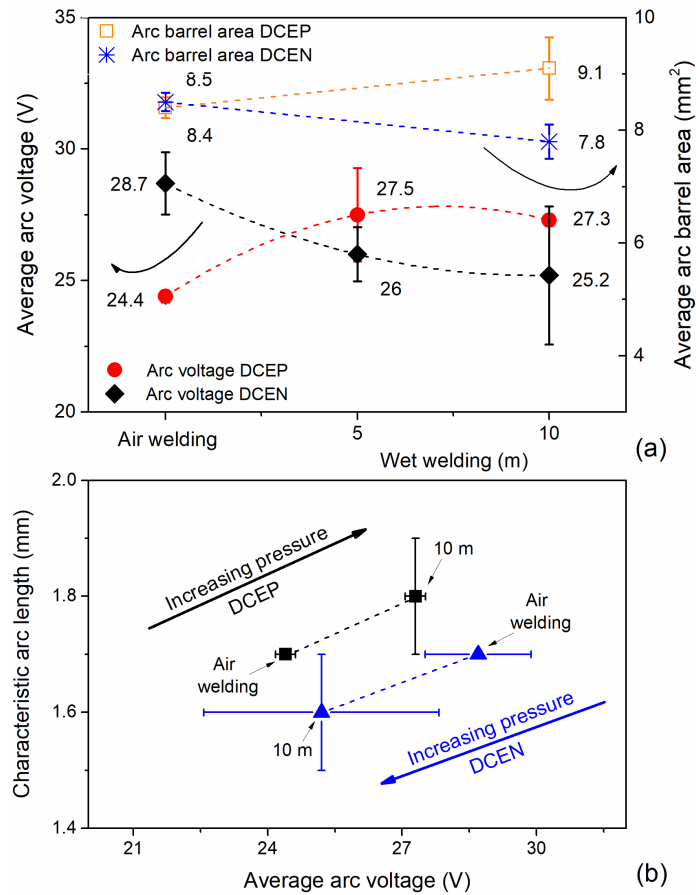 35
30
25
20
Average arc voltage (V)
Arc barrel area DCEP
Arc barrel area DCEN
8.5
8.4
9.1
7.8
28.7
24.4
27.5
26
27.3
25.2
Arc voltage DCEP
Arc voltage DCEN
10
8
6
4
Average arc barrel area (mm²)
Air welding
5
10
Wet welding (m)
(a)
2.0
1.8
1.6
1.4
Characteristic arc length (mm)
Increasing pressure
DCEP
10 m
Air
welding
Air
welding
10 m
Increasing pressure
DCEN
21
24
27
30
Average arc voltage (V)
(b)